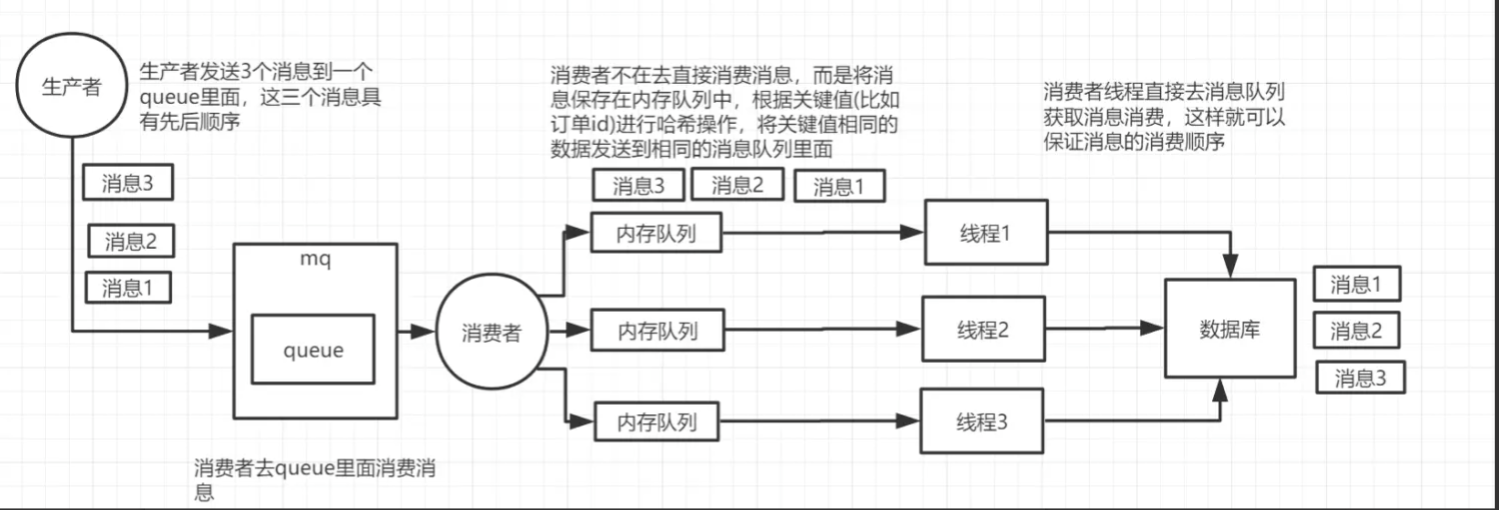 生产者
生产者发送3个消息到一个
queue里面，这三个消息具
有先后顺序
消息3
消息2
消息1
mq
queue
消费者去queue里面消费消
息
消费者
消费者不在去直接消费消息，而是将消
息保存在内存队列中，根据关键值(比如
订单id)进行哈希操作，将关键值相同的
数据发送到相同的消息队列里面
消息3
消息2
消息1
内存队列
内存队列
内存队列
消费者线程直接去消息队列
获取消息消费，这样就可以
保证消息的消费顺序
线程1
线程2
线程3
数据库
消息1
消息2
消息3